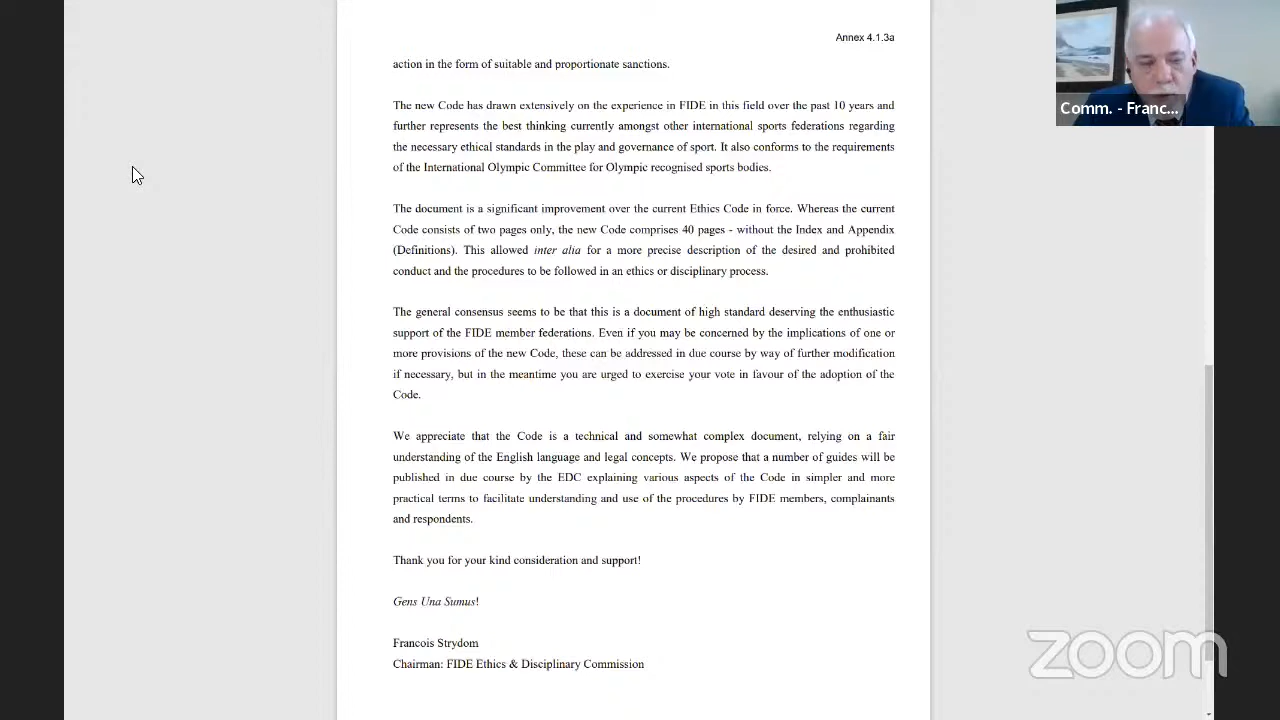 Annex 4.1.3a
action in the form of suitable and proportionate sanctions.
The new Code has drawn extensively on the experience in FIDE in this field over the past 10 years and
further represents the best thinking currently amongst other international sports federations regarding
the necessary ethical standards in the play and governance of sport. It also conforms to the requirements
of the International Olympic Committee for Olympic recognised sports bodies.
The document is a significant improvement over the current Ethics Code in force. Whereas the current
Code consists of two pages only, the new Code comprises 40 pages - without the Index and Appendix
(Definitions). This allowed inter alia for a more precise description of the desired and prohibited
conduct and the procedures to be followed in an ethics or disciplinary process.
The general consensus seems to be that this is a document of high standard deserving the enthusiastic
support of the FIDE member federations. Even if you may be concerned by the implications of one or
more provisions of the new Code, these can be addressed in due course by way of further modification
if necessary, but in the meantime you are urged to exercise your vote in favour of the adoption of the
Code.
We appreciate that the Code is a technical and somewhat complex document, relying on a fair
understanding of the English language and legal concepts. We propose that a number of guides will be
published in due course by the EDC explaining various aspects of the Code in simpler and more
practical terms to facilitate understanding and use of the procedures by FIDE members, complainants
and respondents.
Thank you for your kind consideration and support!
Gens Una Sumus!
Francois Strydom
Chairman: FIDE Ethics & Disciplinary Commission
Comm. - Franc...
zoom